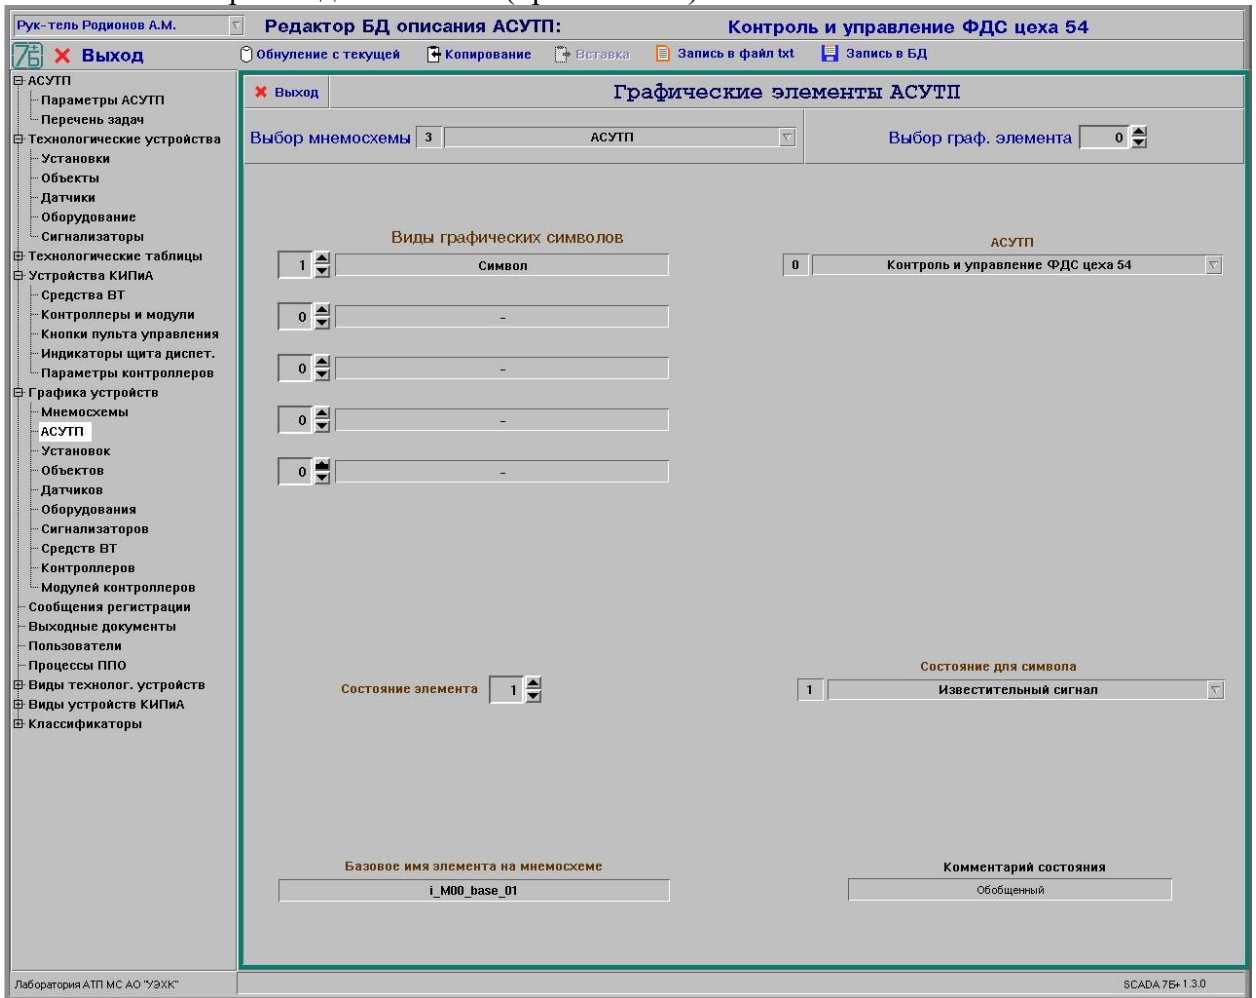 Рук-тель Родионов А.М.
Редактор БД описания АСУТП:
Контроль и управление ФДС цеха 54
7Б Выход
Обнуление с текущей
Копирование
Вставка
Запись в файл txt
Запись в БД
АСУТП
Параметры АСУТП
Перечень задач
Технологические устройства
Установки
Объекты
Датчики
Оборудование
Сигнализаторы
Технологические таблицы
Устройства КИПиА
Средства ВТ
Контроллеры и модули
Кнопки пульта управления
Индикаторы щита диспет.
Параметры контроллеров
Графика устройств
Мнемосхемы
АСУТП
Установок
Объектов
Датчиков
Оборудования
Сигнализаторов
Средств ВТ
Контроллеров
Модулей контроллеров
Сообщения регистрации
Выходные документы
Пользователи
Процессы ППО
Виды технолог. устройств
Виды устройств КИПиА
Классификаторы
Выход
Графические элементы АСУТП
Выбор мнемосхемы 3 АСУТП
Выбор граф. элемента 0
Виды графических символов
1 Символ
0 -
0 -
0 -
0 -
АСУТП
0 Контроль и управление ФДС цеха 54
Состояние элемента 1
Состояние для символа
1 Известительный сигнал
Базовое имя элемента на мнемосхеме
i_M00_base_01
Комментарий состояния
Обобщенный
Лаборатория АТП МС АО "УЭХК"
SCADA 7Б+ 1.3.0